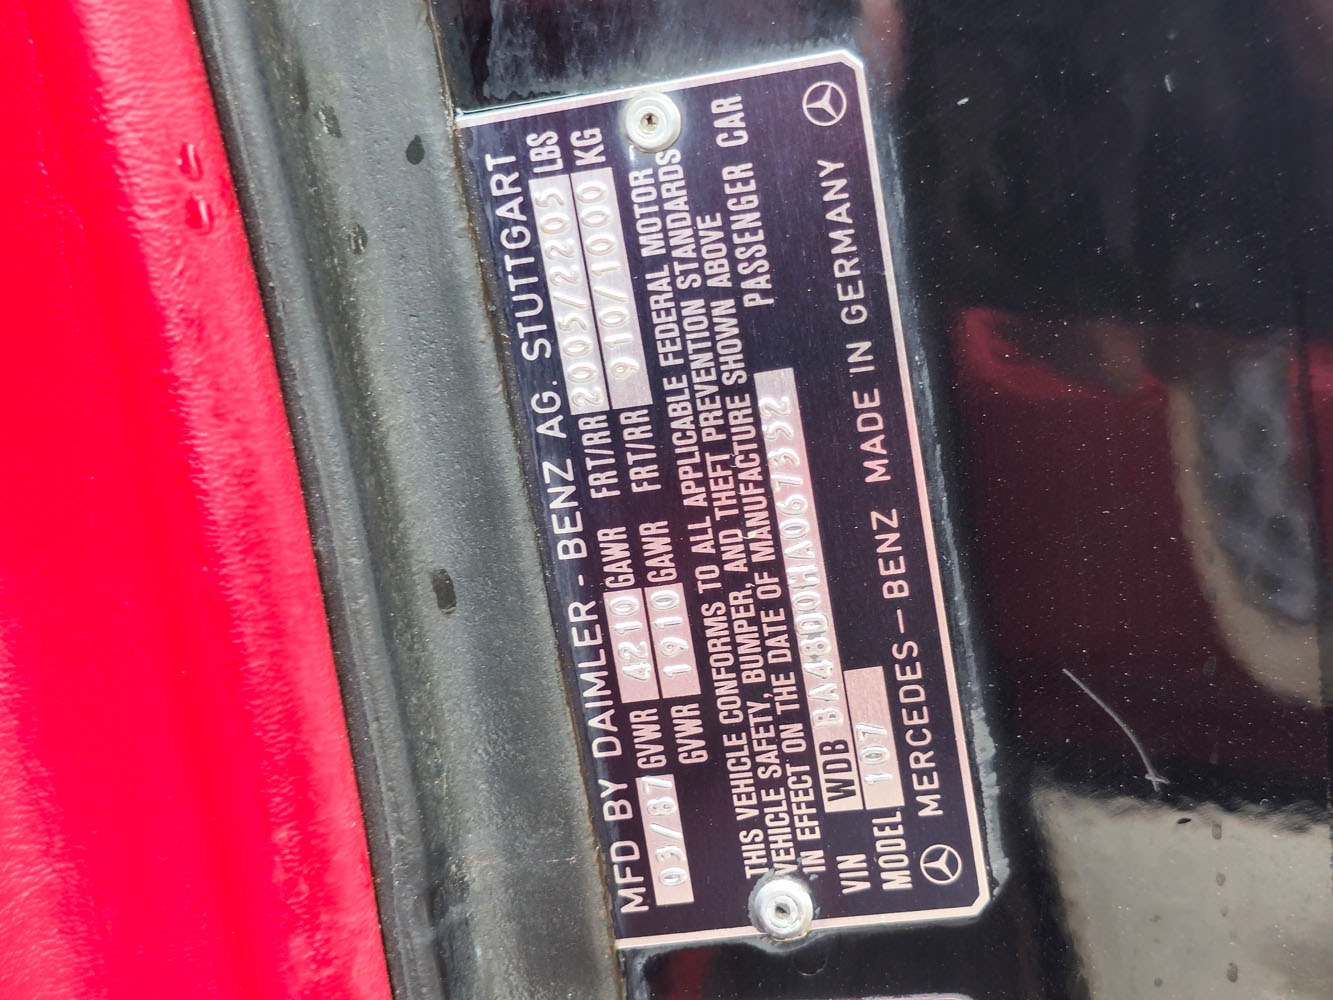 MFD BY DAIMLER - BENZ AG. STUTTGART
03/87 GVWR 4210 GAWR FRT/RR 2005/2205 LBS
GVWR 1910 GAWR FRT/RR 910/1000 KG
THIS VEHICLE CONFORMS TO ALL APPLICABLE FEDERAL MOTOR
VEHICLE SAFETY, BUMPER, AND THEFT PREVENTION STANDARDS
IN EFFECT ON THE DATE OF MANUFACTURE SHOWN ABOVE
PASSENGER CAR
VIN WDB BA48D0HA067352
MODEL 107
MERCEDES-BENZ MADE IN GERMANY